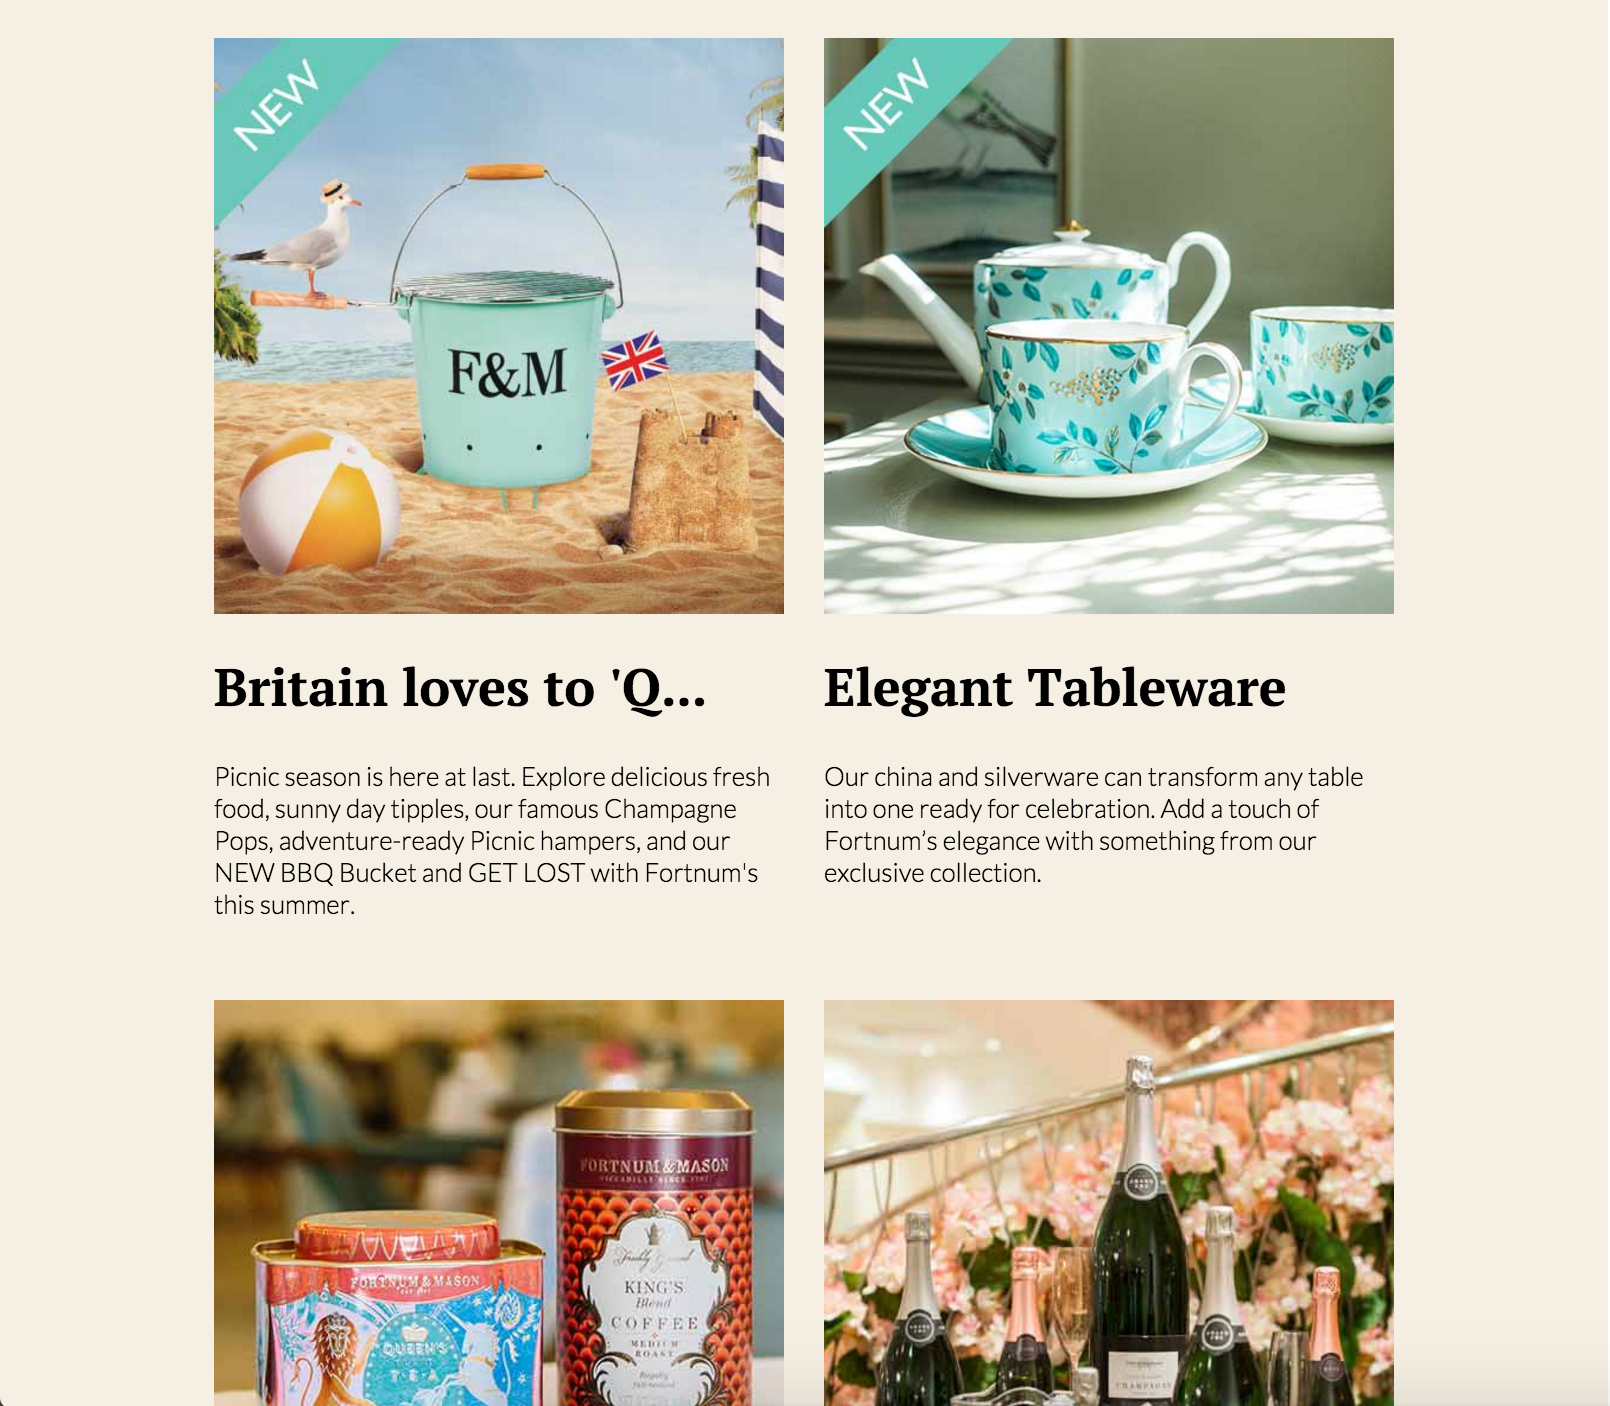 NEW
NEW
F&M
Britain loves to 'Q...
Elegant Tableware
Picnic season is here at last. Explore delicious fresh
food, sunny day tipples, our famous Champagne
Pops, adventure-ready Picnic hampers, and our
NEW BBQ Bucket and GET LOST with Fortnum's
this summer.
Our china and silverware can transform any table
into one ready for celebration. Add a touch of
Fortnum’s elegance with something from our
exclusive collection.
FORTNUM & MASON
PICCADILLY SINCE 1707
KING'S
Blend
COFFEE
MEDIUM
ROAST
FORTNUM & MASON
QUEEN'S
TEA
CHAMPAGNE